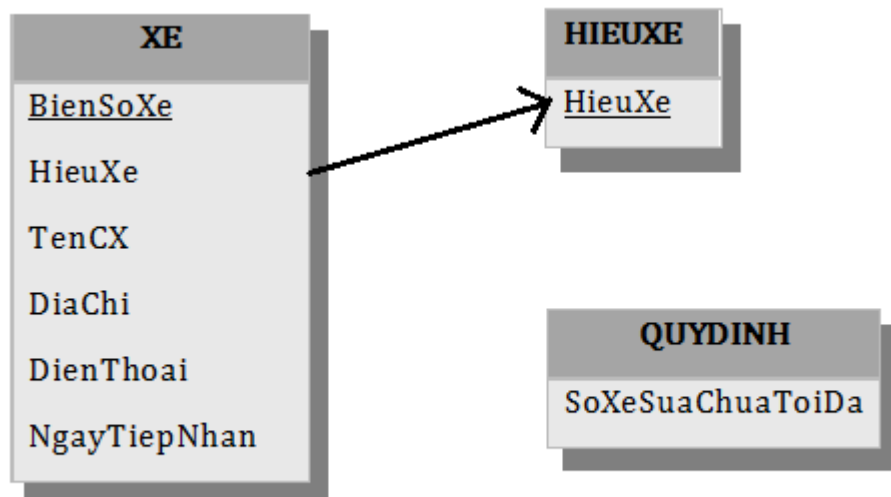 XE
BienSoXe
HieuXe
TenCX
DiaChi
DienThoai
NgayTiepNhan
HIEUXE
HieuXe
QUYDINH
SoXeSuaChuaToiDa